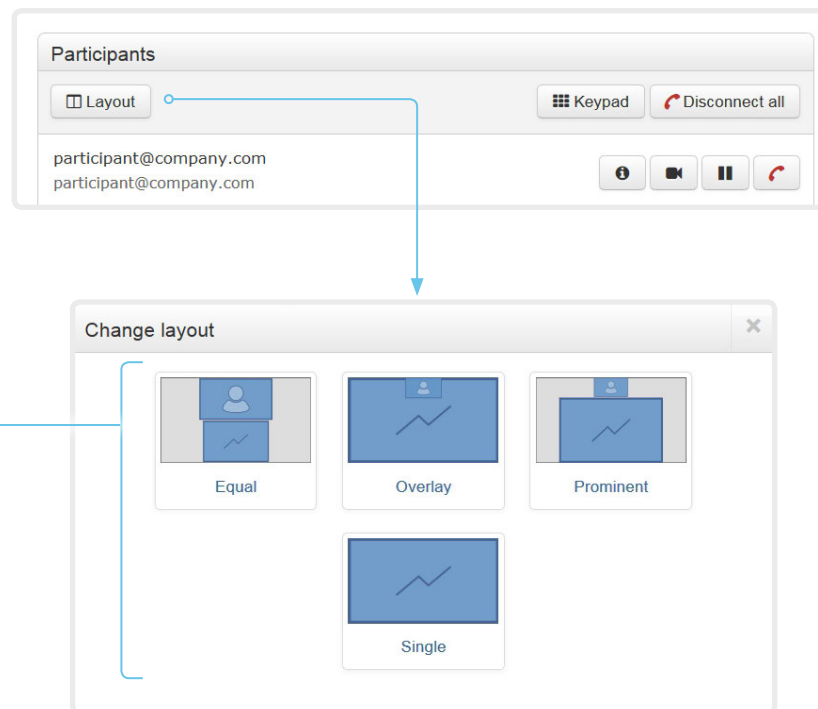 Participants
Layout Keypad Disconnect all
participant@company.com
participant@company.com
Change layout
Equal Overlay Prominent
Single